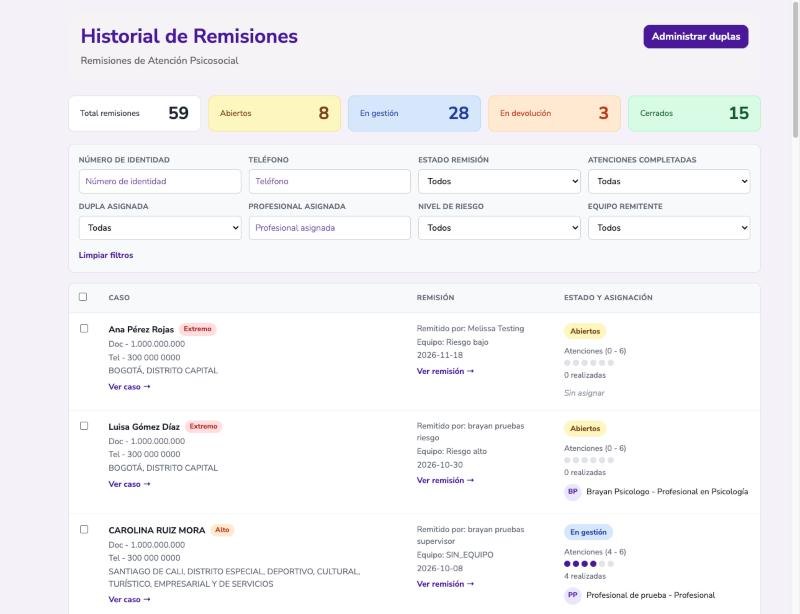 Historial de Remisiones
Remisiones de Atención Psicosocial
Administrar duplas
Total remisiones 59
Abiertos 8
En gestión 28
En devolución 3
Cerrados 15
NÚMERO DE IDENTIDAD
Número de identidad
TELÉFONO
Teléfono
ESTADO REMISIÓN
Todos
ATENCIONES COMPLETADAS
Todas
DUPLA ASIGNADA
Todas
PROFESIONAL ASIGNADA
Profesional asignada
NIVEL DE RIESGO
Todos
EQUIPO REMITENTE
Todos
Limpiar filtros
CASO
REMISIÓN
ESTADO Y ASIGNACIÓN
Ana Pérez Rojas Extremo
Doc - 1.000.000.000
Tel - 300 000 0000
BOGOTÁ, DISTRITO CAPITAL
Ver caso →
Remitido por: Melissa Testing
Equipo: Riesgo bajo
2026-11-18
Ver remisión →
Abiertos
Atenciones (0 - 6)
0 realizadas
Sin asignar
Luisa Gómez Díaz Extremo
Doc - 1.000.000.000
Tel - 300 000 0000
BOGOTÁ, DISTRITO CAPITAL
Ver caso →
Remitido por: brayan pruebas
riesgo
Equipo: Riesgo alto
2026-10-30
Ver remisión →
Abiertos
Atenciones (0 - 6)
0 realizadas
BP Brayan Psicologo - Profesional en Psicología
CAROLINA RUIZ MORA Alto
Doc - 1.000.000.000
Tel - 300 000 0000
SANTIAGO DE CALI, DISTRITO ESPECIAL, DEPORTIVO, CULTURAL,
TURÍSTICO, EMPRESARIAL Y DE SERVICIOS
Ver caso →
Remitido por: brayan pruebas
supervisor
Equipo: SIN_EQUIPO
2026-10-08
Ver remisión →
En gestión
Atenciones (4 - 6)
4 realizadas
PP Profesional de prueba - Profesional